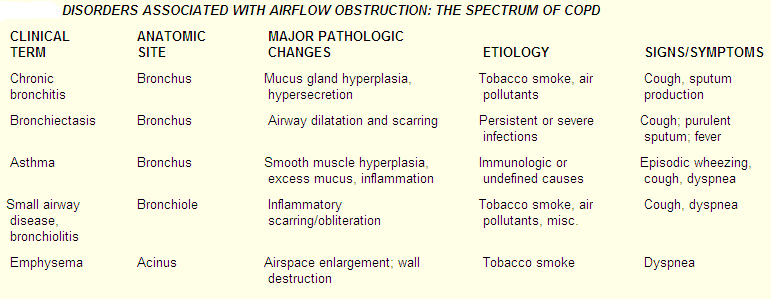 DISORDERS ASSOCIATED WITH AIRFLOW OBSTRUCTION: THE SPECTRUM OF COPD
CLINICAL TERM ANATOMIC SITE MAJOR PATHOLOGIC CHANGES ETIOLOGY SIGNS/SYMPTOMS
Chronic bronchitis Bronchus Mucus gland hyperplasia, hypersecretion Tobacco smoke, air pollutants Cough, sputum production
Bronchiectasis Bronchus Airway dilatation and scarring Persistent or severe infections Cough; purulent sputum; fever
Asthma Bronchus Smooth muscle hyperplasia, excess mucus, inflammation Immunologic or undefined causes Episodic wheezing, cough, dyspnea
Small airway disease, bronchiolitis Bronchiole Inflammatory scarring/obliteration Tobacco smoke, air pollutants, misc. Cough, dyspnea
Emphysema Acinus Airspace enlargement; wall destruction Tobacco smoke Dyspnea